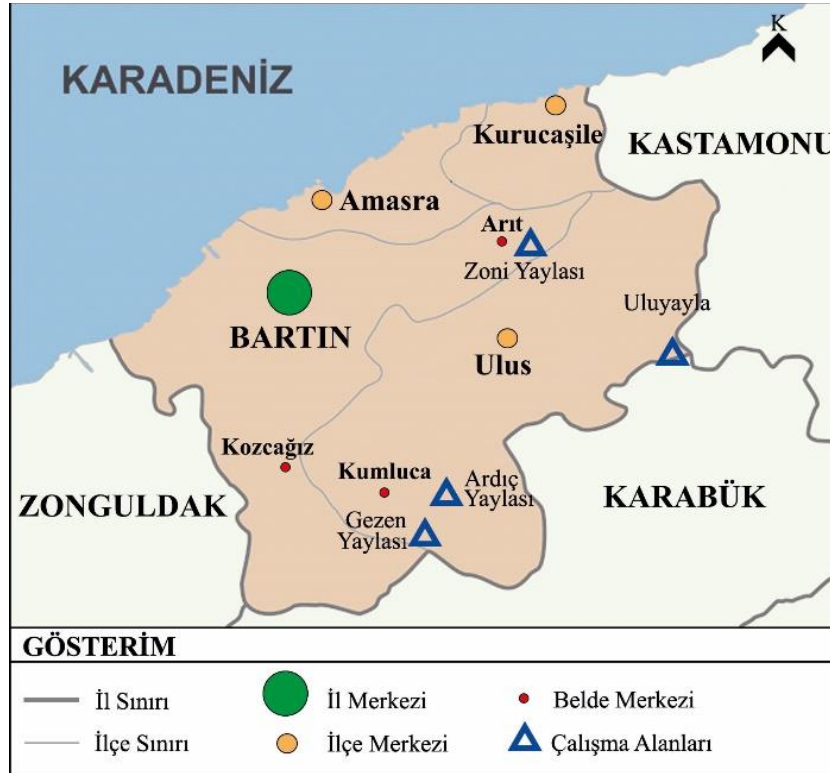 K
KARADENİZ
Kurucaşile
KASTAMONU
Amasra
Arıt
Zoni Yaylası
Uluyayla
BARTIN
Ulus
Kozcağız
Kumluca
Ardıç
Yaylası
ZONGULDAK
KARABÜK
Gezen
Yaylası
GÖSTERİM
İl Sınırı
İl Merkezi
Belde Merkezi
İlçe Sınırı
İlçe Merkezi
Çalışma Alanları